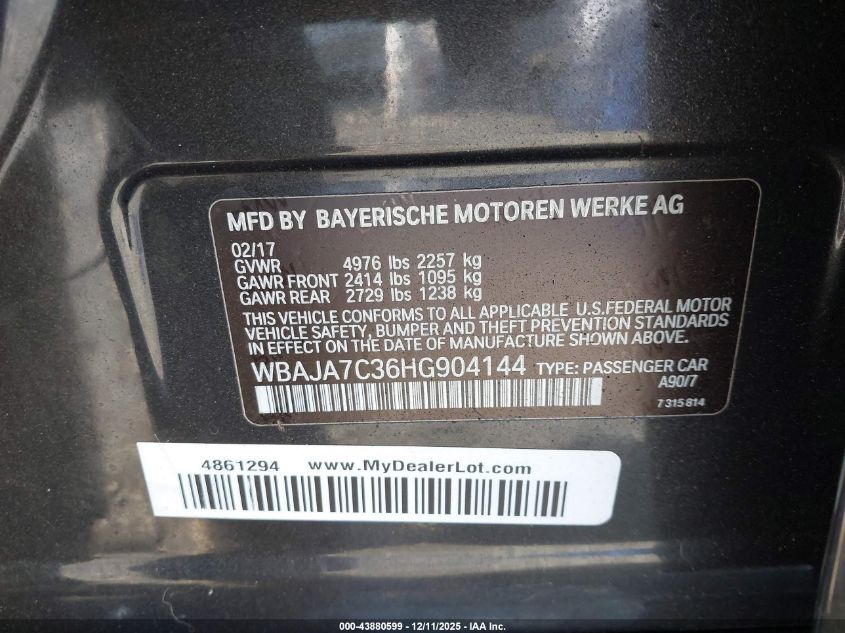 MFD BY BAYERISCHE MOTOREN WERKE AG
02/17
GVWR 4976 lbs 2257 kg
GAWR FRONT 2414 lbs 1095 kg
GAWR REAR 2729 lbs 1238 kg
THIS VEHICLE CONFORMS TO ALL APPLICABLE U.S.FEDERAL MOTOR
VEHICLE SAFETY, BUMPER AND THEFT PREVENTION STANDARDS
IN EFFECT ON THE DATE OF MANUFACTURE SHOWN ABOVE.
WBAJA7C36HG904144 TYPE: PASSENGER CAR
A90/7
7 315 814
4861294 www.MyDealerLot.com
000-43880599 - 12/11/2025 - IAA Inc.